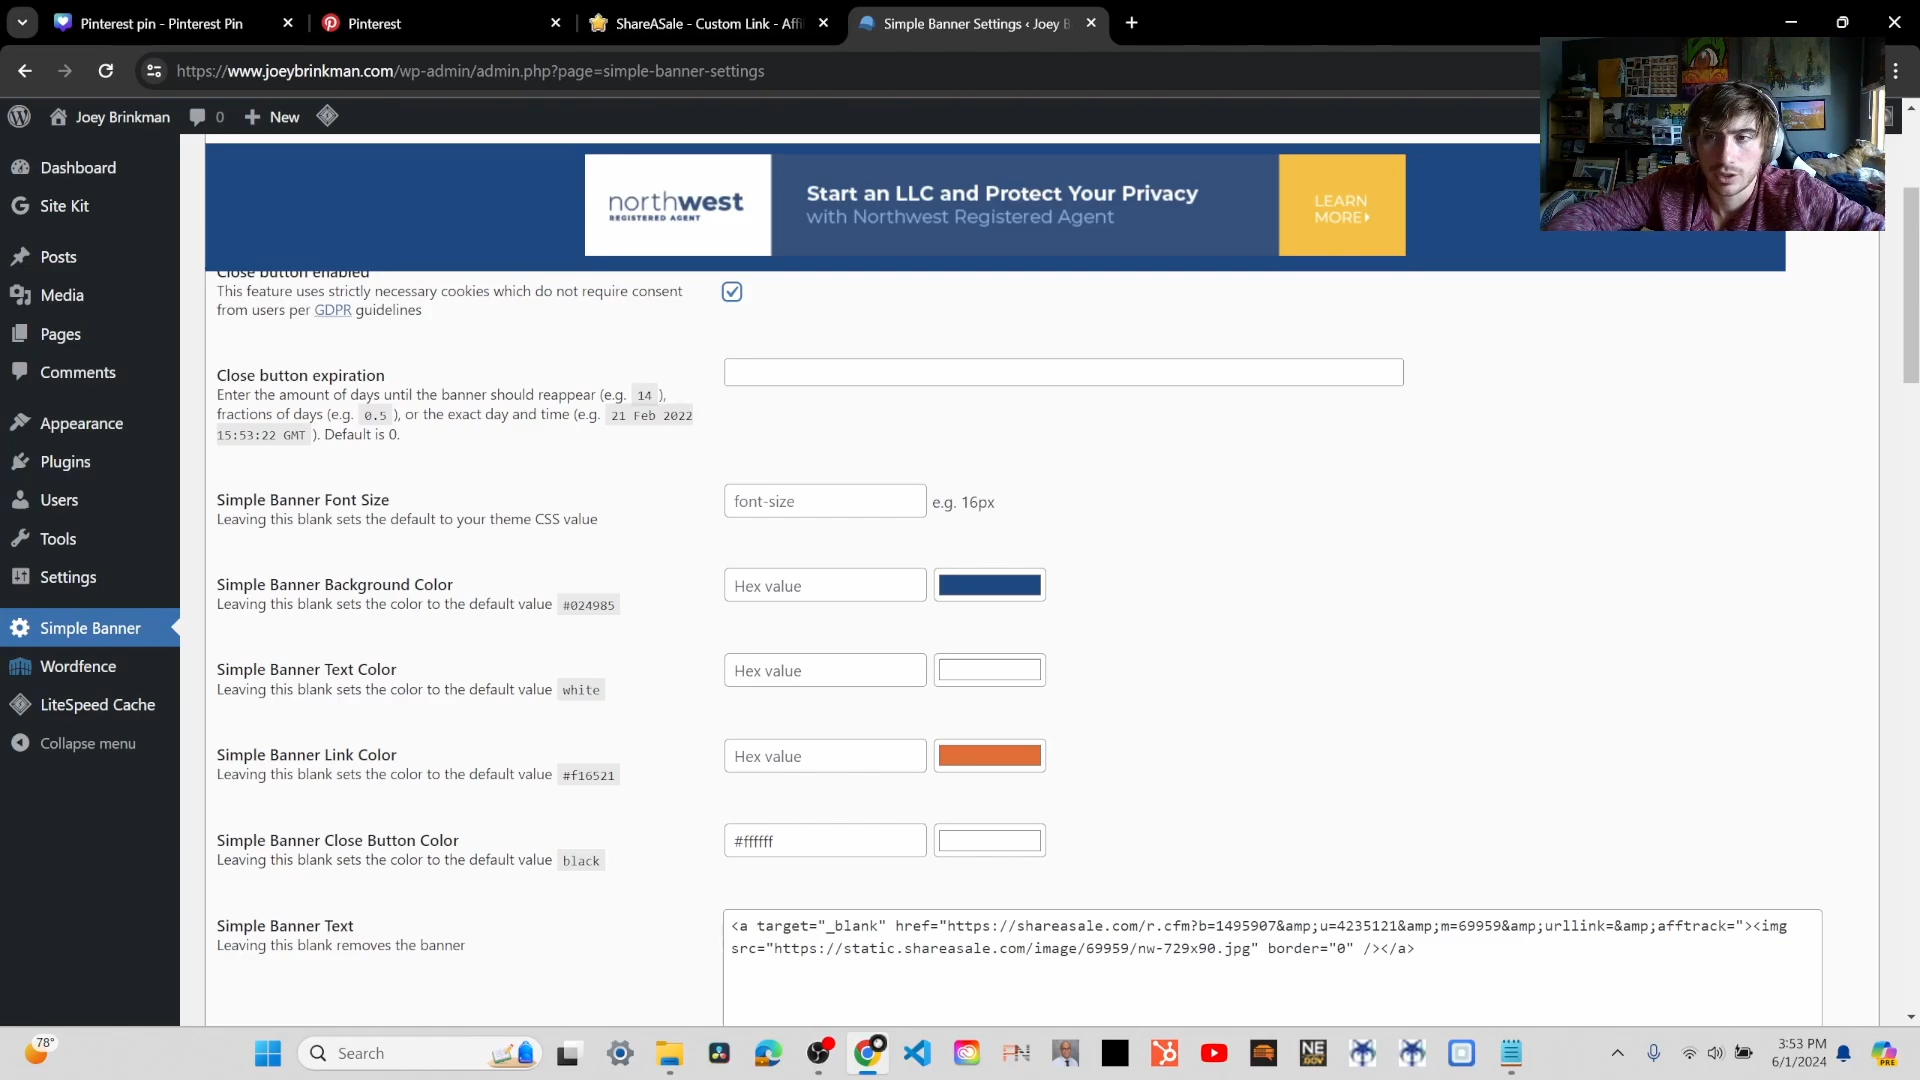 Pinterest pin - Pinterest Pin
Pinterest
ShareASale - Custom Link - Affi
Simple Banner Settings ‹ Joey B
https://www.joeybrinkman.com/wp-admin/admin.php?page=simple-banner-settings
Joey Brinkman
0
New
Dashboard
Site Kit
Posts
Media
Pages
Comments
Appearance
Plugins
Users
Tools
Settings
Simple Banner
Wordfence
LiteSpeed Cache
Collapse menu
northwest
REGISTERED AGENT
Start an LLC and Protect Your Privacy
with Northwest Registered Agent
LEARN
MORE
Close button enabled
This feature uses strictly necessary cookies which do not require consent
from users per GDPR guidelines
Close button expiration
Enter the amount of days until the banner should reappear (e.g. 14 ),
fractions of days (e.g. 0.5 ), or the exact day and time (e.g. 21 Feb 2022
15:53:22 GMT ). Default is 0.
Simple Banner Font Size
Leaving this blank sets the default to your theme CSS value
font-size e.g. 16px
Simple Banner Background Color
Leaving this blank sets the color to the default value #024985
Hex value
Simple Banner Text Color
Leaving this blank sets the color to the default value white
Hex value
Simple Banner Link Color
Leaving this blank sets the color to the default value #f16521
Hex value
Simple Banner Close Button Color
Leaving this blank sets the color to the default value black
#ffffff
Simple Banner Text
Leaving this blank removes the banner
<a target="_blank" href="https://shareasale.com/r.cfm?b=1495907&amp;u=4235121&amp;m=69959&amp;urllink=&amp;afftrack="><img
src="https://static.shareasale.com/image/69959/nw-729x90.jpg" border="0" /></a>
78°
Search
NE
GOV
3:53 PM
6/1/2024
PRE